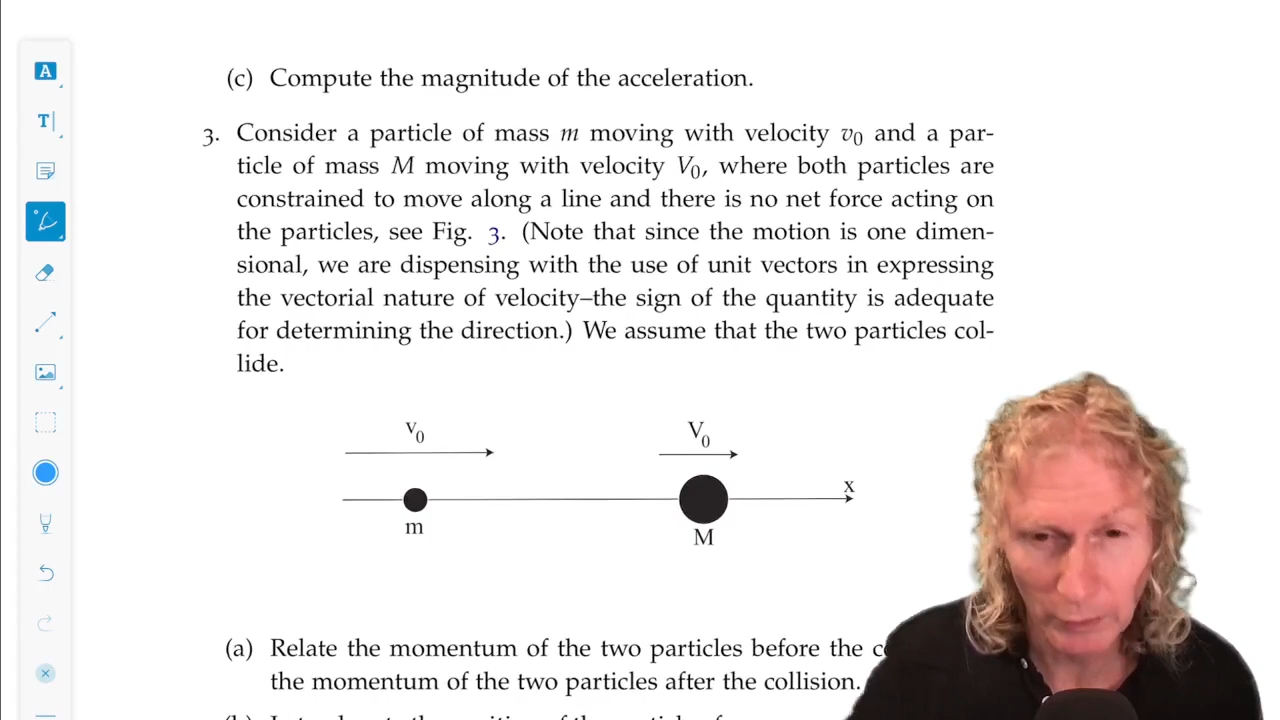 (c) Compute the magnitude of the acceleration.
3. Consider a particle of mass m moving with velocity v0 and a par-
ticle of mass M moving with velocity V0, where both particles are
constrained to move along a line and there is no net force acting on
the particles, see Fig. 3. (Note that since the motion is one dimen-
sional, we are dispensing with the use of unit vectors in expressing
the vectorial nature of velocity–the sign of the quantity is adequate
for determining the direction.) We assume that the two particles col-
lide.
v0 V0
x
m M
(a) Relate the momentum of the two particles before the
the momentum of the two particles after the collision.
A
T